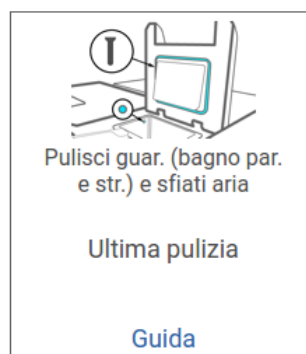 Pulisci guar. (bagno par.
e str.) e sfiati aria
Ultima pulizia
Guida